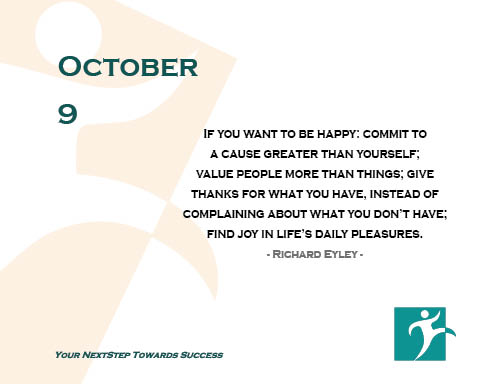 October
9
If you want to be happy: commit to
a cause greater than yourself;
value people more than things; give
thanks for what you have, instead of
complaining about what you don't have;
find joy in life's daily pleasures.
- Richard Eyley -
Your NextStep Towards Success